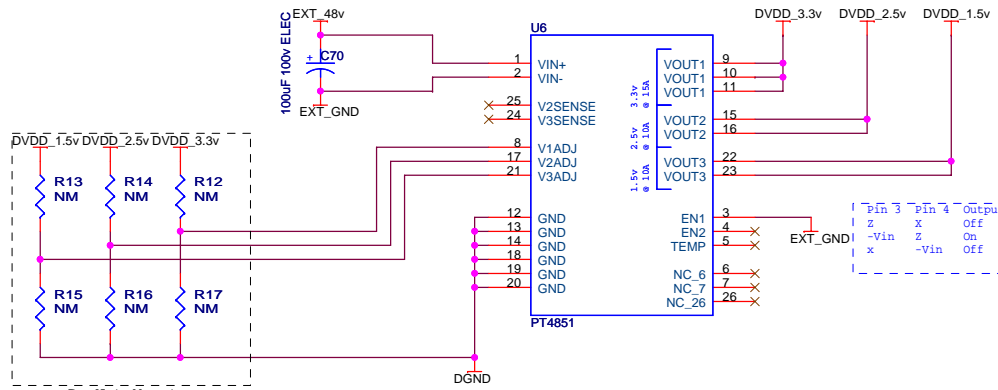 EXT_48v
100uF 100v ELEC
+
C70
EXT_GND
U6
1 VIN+
2 VIN-
25 V2SENSE
24 V3SENSE
8 V1ADJ
17 V2ADJ
21 V3ADJ
12 GND
13 GND
14 GND
18 GND
19 GND
20 GND
VOUT1 9
VOUT1 10
VOUT1 11
3.3v
@ 15A
VOUT2 15
VOUT2 16
2.5v
@ 10A
VOUT3 22
VOUT3 23
1.5v
@ 10A
EN1 3
EN2 4
TEMP 5
NC_6 6
NC_7 7
NC_26 26
PT4851
DVDD_3.3v DVDD_2.5v DVDD_1.5v
EXT_GND
Pin 3 Pin 4 Outpu
Z X Off
-Vin Z On
x -Vin Off
DVDD_1.5v DVDD_2.5v DVDD_3.3v
R13
NM
R14
NM
R12
NM
R15
NM
R16
NM
R17
NM
DGND